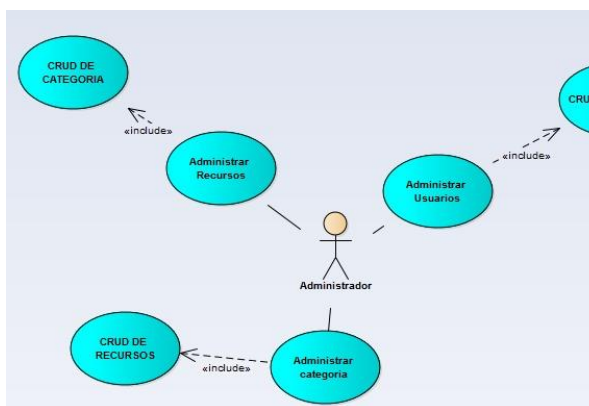 CRUD DE
CATEGORIA
«include»
Administrar
Recursos
CRU
«include»
Administrar
Usuarios
Administrador
CRUD DE
RECURSOS
«include»
Administrar
categoria